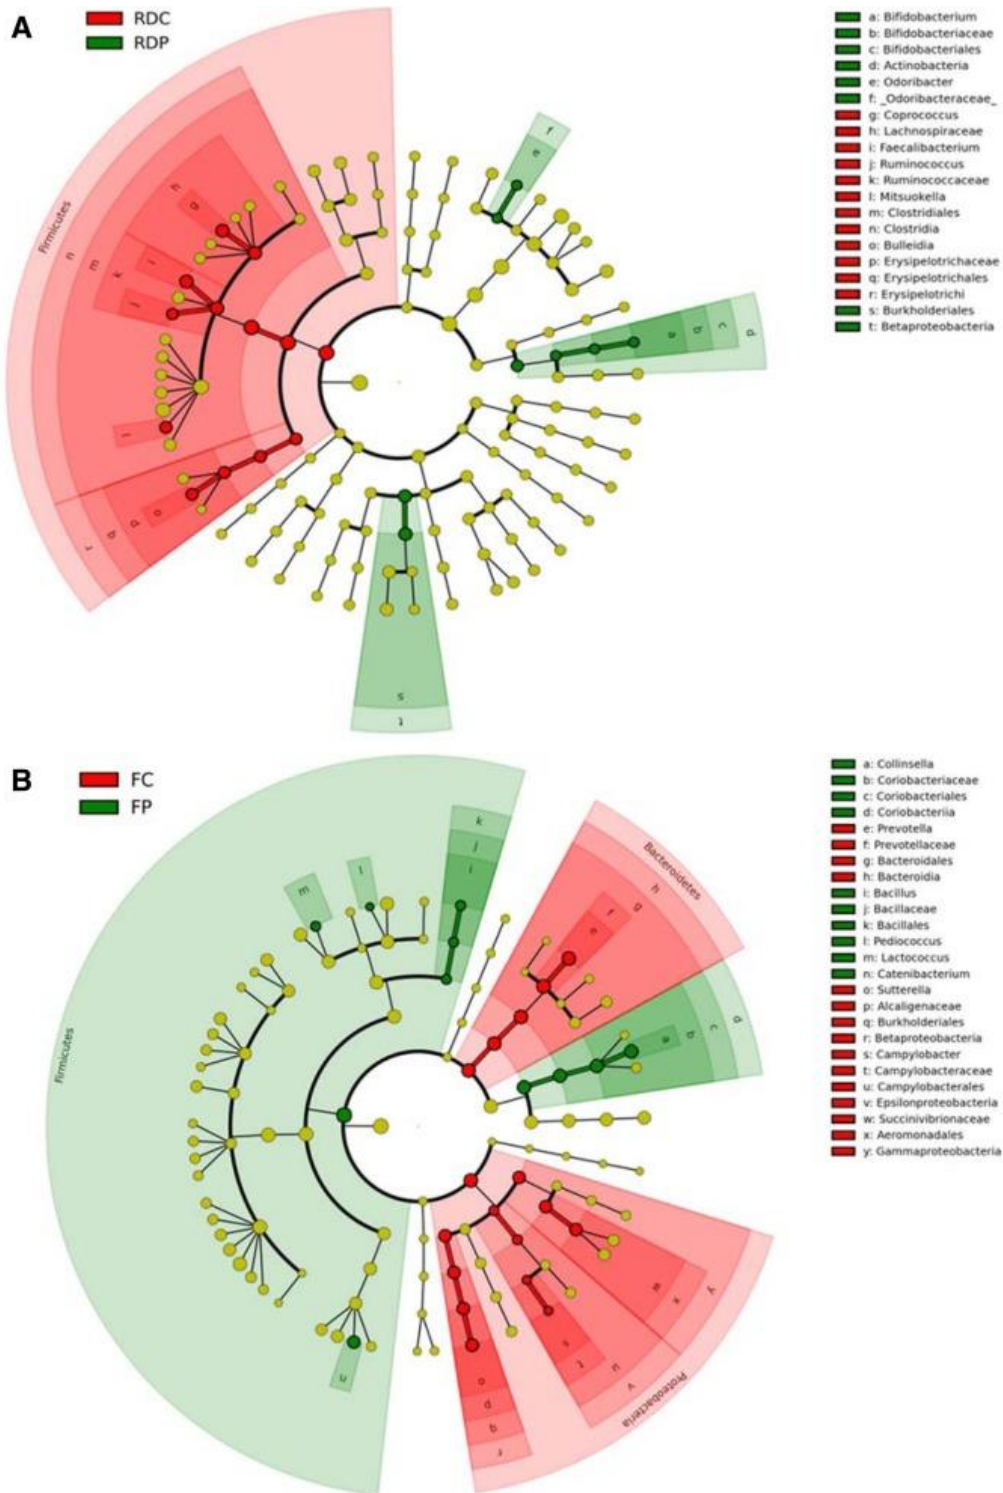 A
RDC
RDP
a: Bifidobacterium
b: Bifidobacteriaceae
c: Bifidobacteriales
d: Actinobacteria
e: Odoribacter
f: _Odoribacteraceae_
g: Coprococcus
h: Lachnospiraceae
i: Faecalibacterium
j: Ruminococcus
k: Ruminococcaceae
l: Mitsuokella
m: Clostridiales
n: Clostridia
o: Bulleidia
p: Erysipelotrichaceae
q: Erysipelotrichales
r: Erysipelotrichi
s: Burkholderiales
t: Betaproteobacteria
Firmicutes
n
m
k
i
j
h
g
l
o
p
q
r
f
e
a
b
c
d
s
t
B
FC
FP
a: Collinsella
b: Coriobacteriaceae
c: Coriobacteriales
d: Coriobacteriia
e: Prevotella
f: Prevotellaceae
g: Bacteroidales
h: Bacteroidia
i: Bacillus
j: Bacillaceae
k: Bacillales
l: Pediococcus
m: Lactococcus
n: Catenibacterium
o: Sutterella
p: Alcaligenaceae
q: Burkholderiales
r: Betaproteobacteria
s: Campylobacter
t: Campylobacteraceae
u: Campylobacterales
v: Epsilonproteobacteria
w: Succinivibrionaceae
x: Aeromonadales
y: Gammaproteobacteria
Firmicutes
m
l
k
j
i
n
Bacteroidetes
h
g
f
e
a
b
c
d
w
x
y
s
t
u
v
Proteobacteria
o
p
q
r